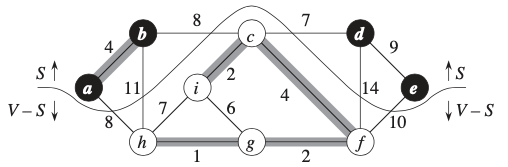 8 7
b c d
4 9
S ↑ a 11 i 2 4 14 e S ↑
V – S ↓ 8 7 6 10 V – S ↓
h g f
1 2